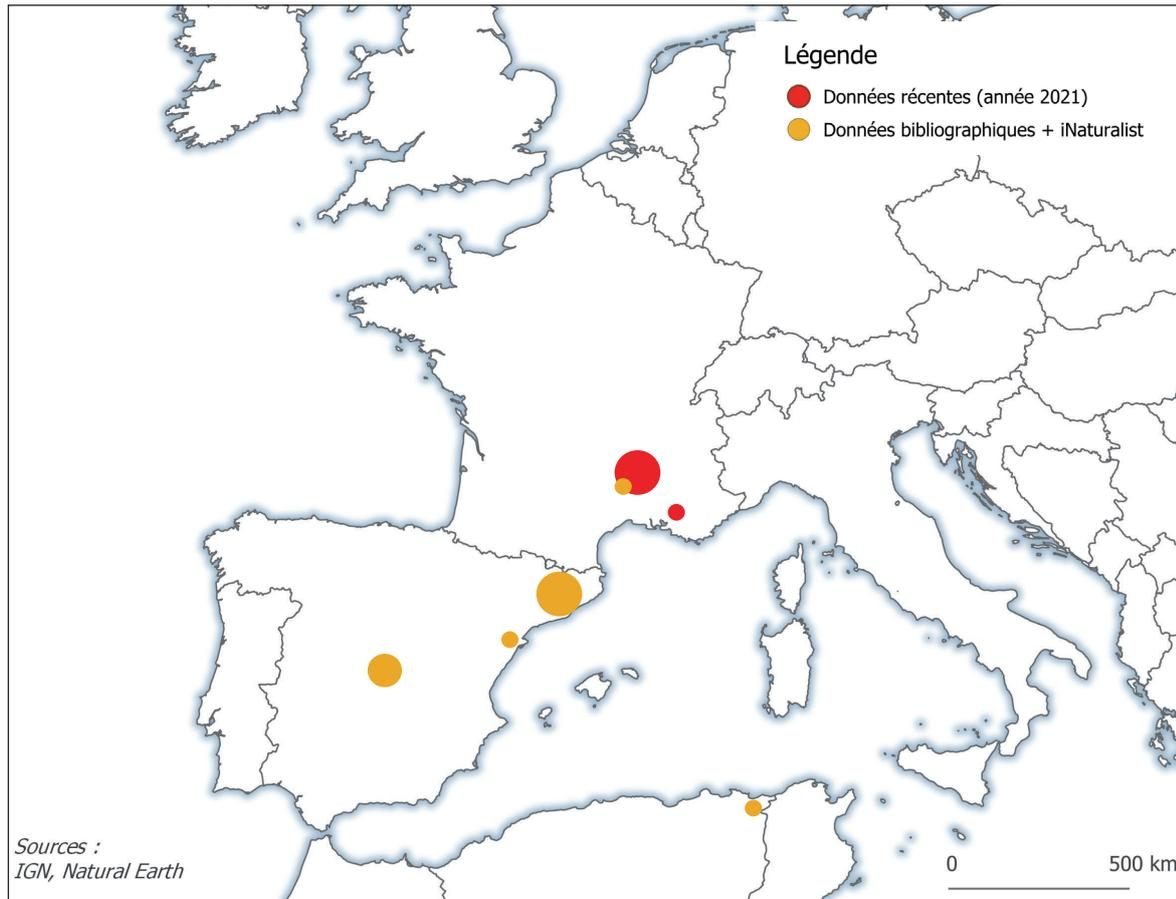 Légende
Données récentes (année 2021)
Données bibliographiques + iNaturalist
Sources :
IGN, Natural Earth
0 500 km